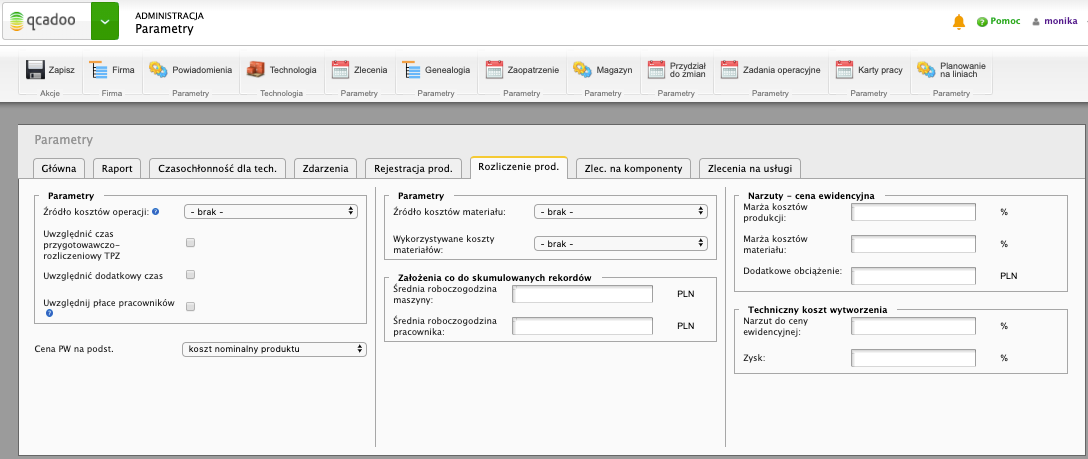 qcadoo
ADMINISTRACJA
Parametry
Pomoc
monika
Zapisz
Firma
Powiadomienia
Technologia
Zlecenia
Genealogia
Zaopatrzenie
Magazyn
Przydział
do zmian
Zadania operacyjne
Karty pracy
Planowanie
na liniach
Akcje
Firma
Parametry
Technologia
Parametry
Parametry
Parametry
Parametry
Parametry
Parametry
Parametry
Parametry
Parametry
Główna
Raport
Czasochłonność dla tech.
Zdarzenia
Rejestracja prod.
Rozliczenie prod.
Zlec. na komponenty
Zlecenia na usługi
Parametry
Źródło kosztów operacji: ?
- brak -
Uwzględnić czas
przygotowawczo-
rozliczeniowy TPZ
Uwzględnić dodatkowy czas
Uwzględnij płace pracowników
?
Cena PW na podst.
koszt nominalny produktu
Parametry
Źródło kosztów materiału:
- brak -
Wykorzystywane koszty
materiałów:
- brak -
Założenia co do skumulowanych rekordów
Średnia roboczogodzina
maszyny:
PLN
Średnia roboczogodzina
pracownika:
PLN
Narzuty - cena ewidencyjna
Marża kosztów
produkcji:
%
Marża kosztów
materiału:
%
Dodatkowe obciążenie:
PLN
Techniczny koszt wytworzenia
Narzut do ceny
ewidencyjnej:
%
Zysk:
%